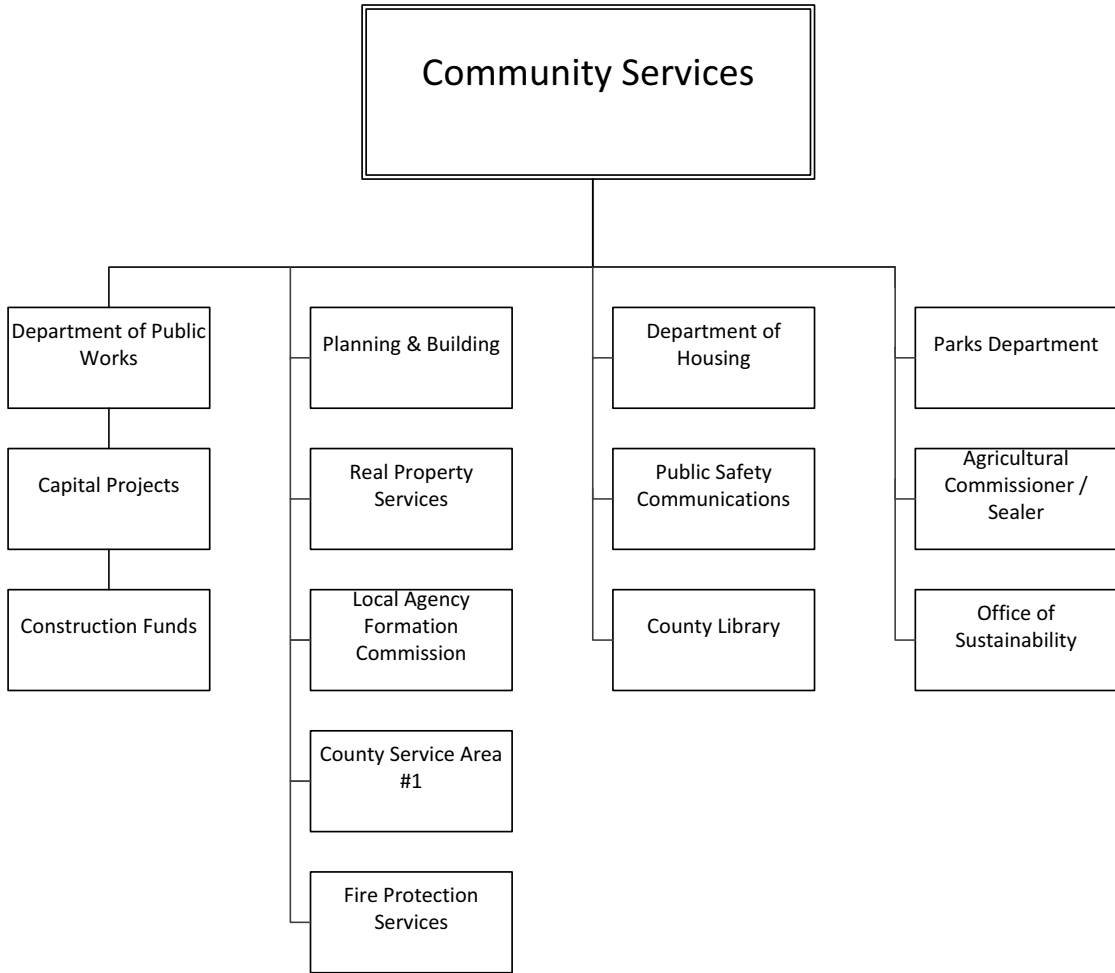 Community Services
Department of Public
Works
Planning & Building
Department of
Housing
Parks Department
Capital Projects
Real Property
Services
Public Safety
Communications
Agricultural
Commissioner /
Sealer
Construction Funds
Local Agency
Formation
Commission
County Library
Office of
Sustainability
County Service Area
#1
Fire Protection
Services